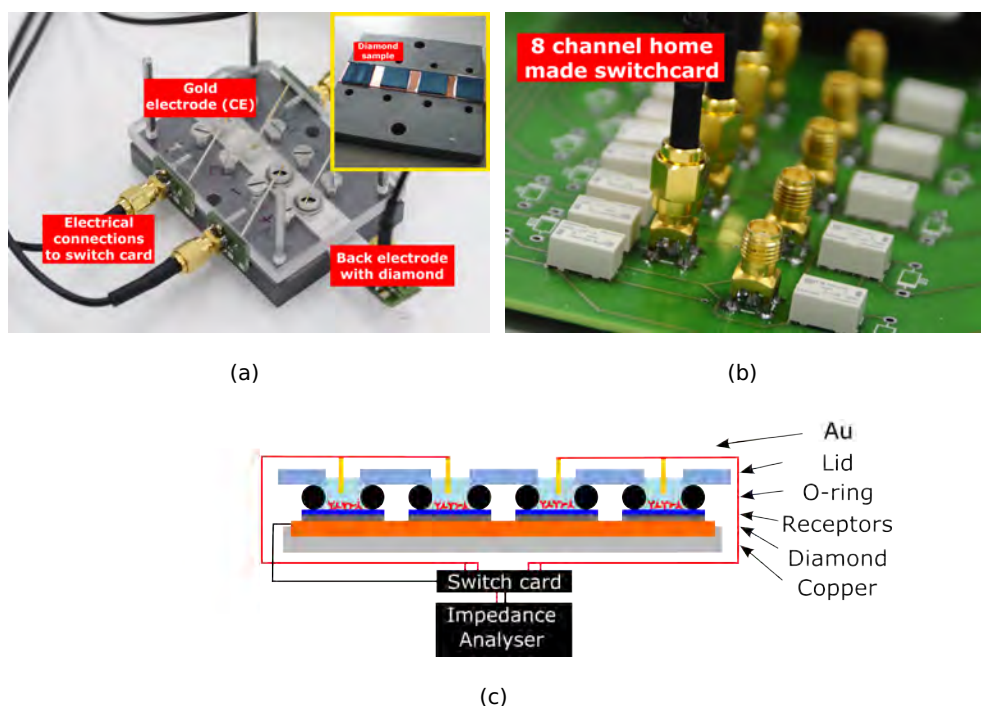 Diamond
sample
Gold
electrode (CE)
Electrical
connections
to switch card
Back electrode
with diamond
8 channel home
made switchcard
(a)
(b)
Au
Lid
O-ring
Receptors
Diamond
Copper
Switch card
Impedance
Analyser
(c)